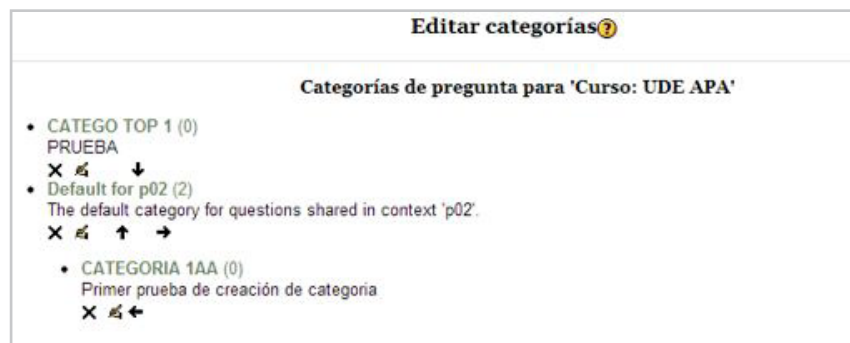 Editar categorías?
Categorías de pregunta para 'Curso: UDE APA'
CATEGO TOP 1 (0)
PRUEBA
Default for p02 (2)
The default category for questions shared in context 'p02'.
CATEGORIA 1AA (0)
Primer prueba de creación de categoria